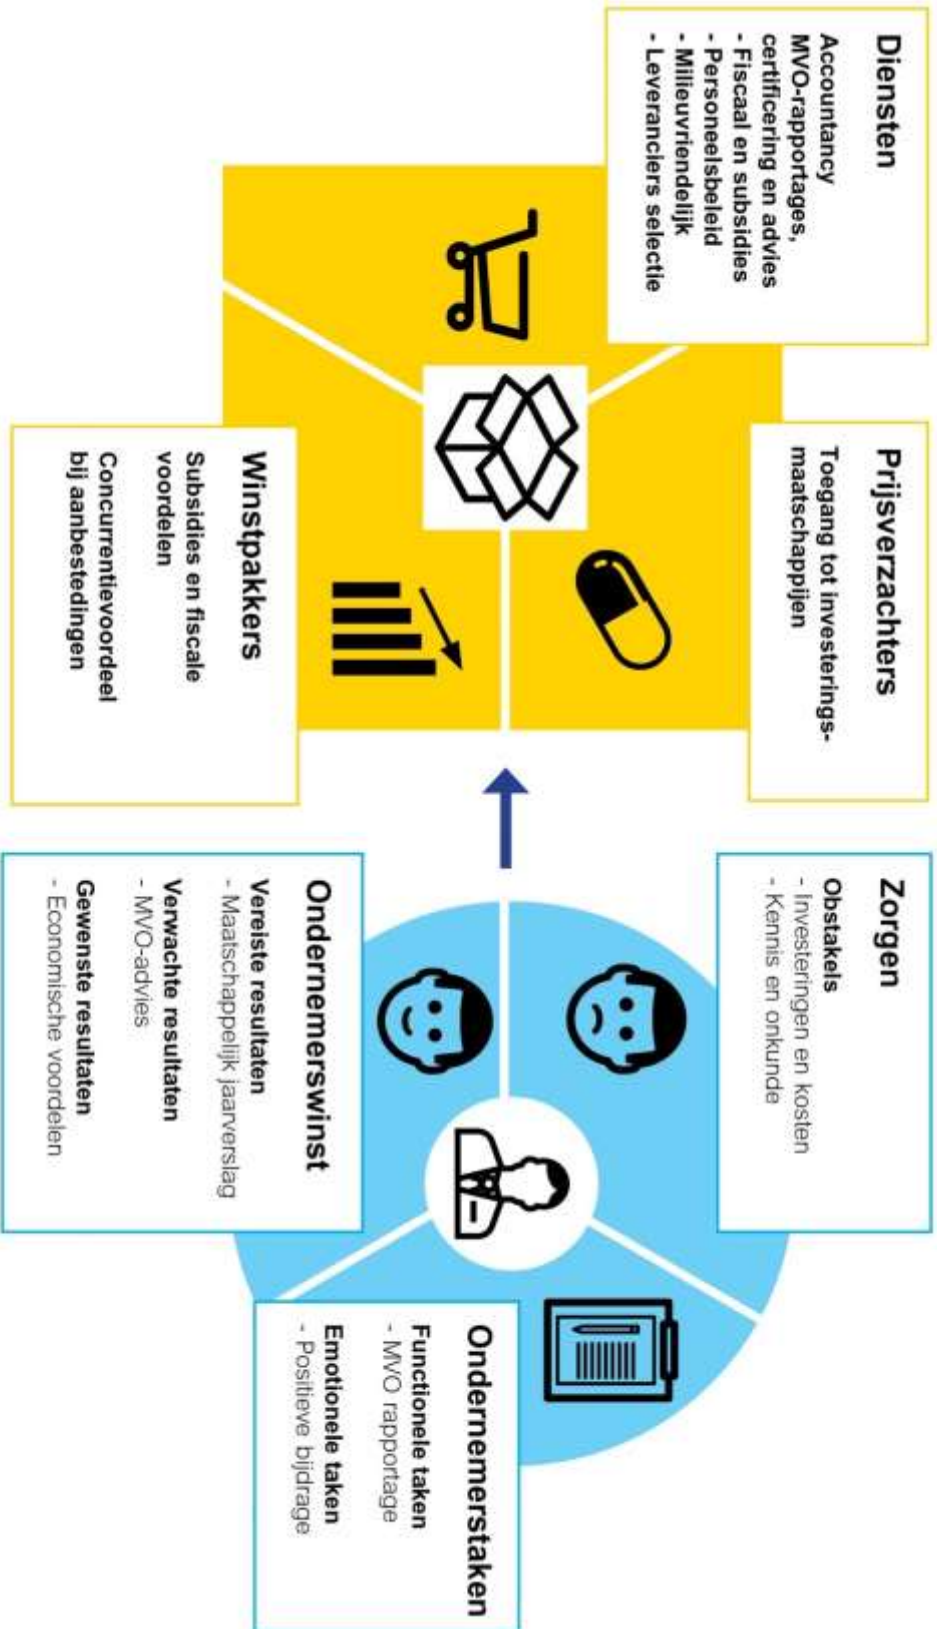 Diensten
Accountancy
MVO-rapportages,
certificering en advies
- Fiscaal en subsidies
- Personeelsbeleid
- Milieuvriendelijk
- Leveranciers selectie
Prijsverzachters
Toegang tot investerings-
maatschappijen
Winstpakkers
Subsidies en fiscale
voordelen
Concurrentievoordeel
bij aanbestedingen
Zorgen
Obstakels
- Investeringen en kosten
- Kennis en onkunde
Ondernemerswinst
Vereiste resultaten
- Maatschappelijk jaarverslag
Verwachte resultaten
- MVO-advies
Gewenste resultaten
- Economische voordelen
Ondernemerstaken
Functionele taken
- MVO rapportage
Emotionele taken
- Positieve bijdrage